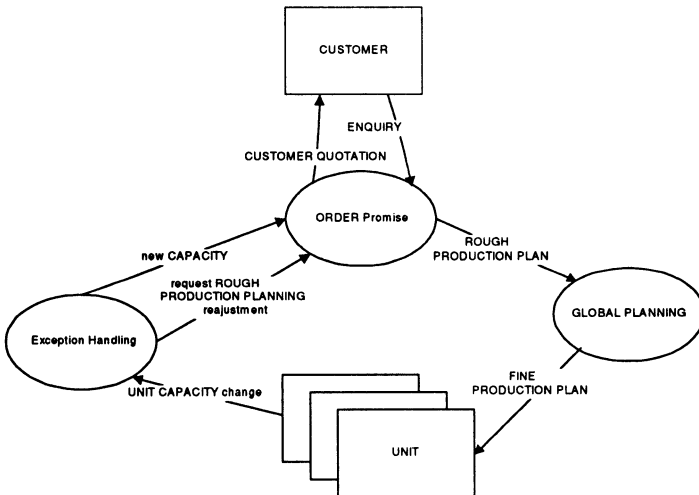 CUSTOMER
ENQUIRY
CUSTOMER QUOTATION
ORDER Promise
ROUGH
PRODUCTION PLAN
new CAPACITY
request ROUGH
PRODUCTION PLANNING
reajustment
GLOBAL PLANNING
Exception Handling
FINE
PRODUCTION PLAN
UNIT CAPACITY change
UNIT